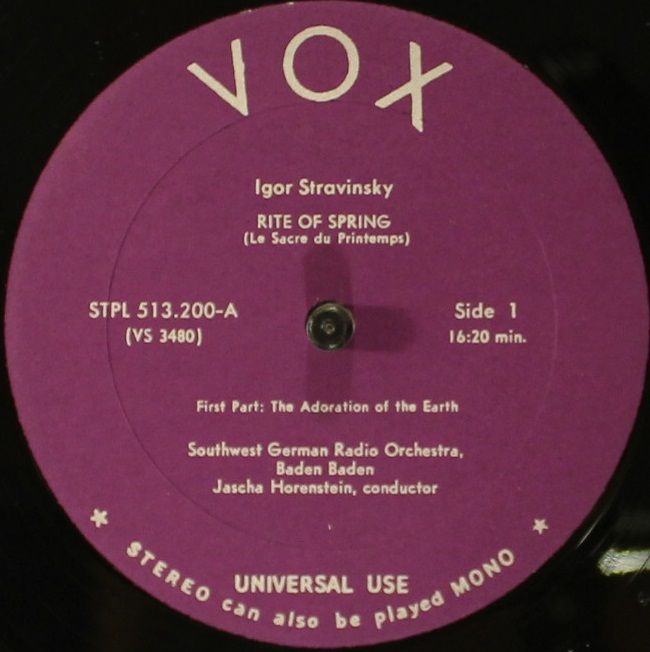 VOX
Igor Stravinsky
RITE OF SPRING
(Le Sacre du Printemps)
STPL 513.200-A
(VS 3480)
Side 1
16:20 min.
First Part: The Adoration of the Earth
Southwest German Radio Orchestra,
Baden Baden
Jascha Horenstein, conductor
UNIVERSAL USE
* STEREO can also be played MONO *